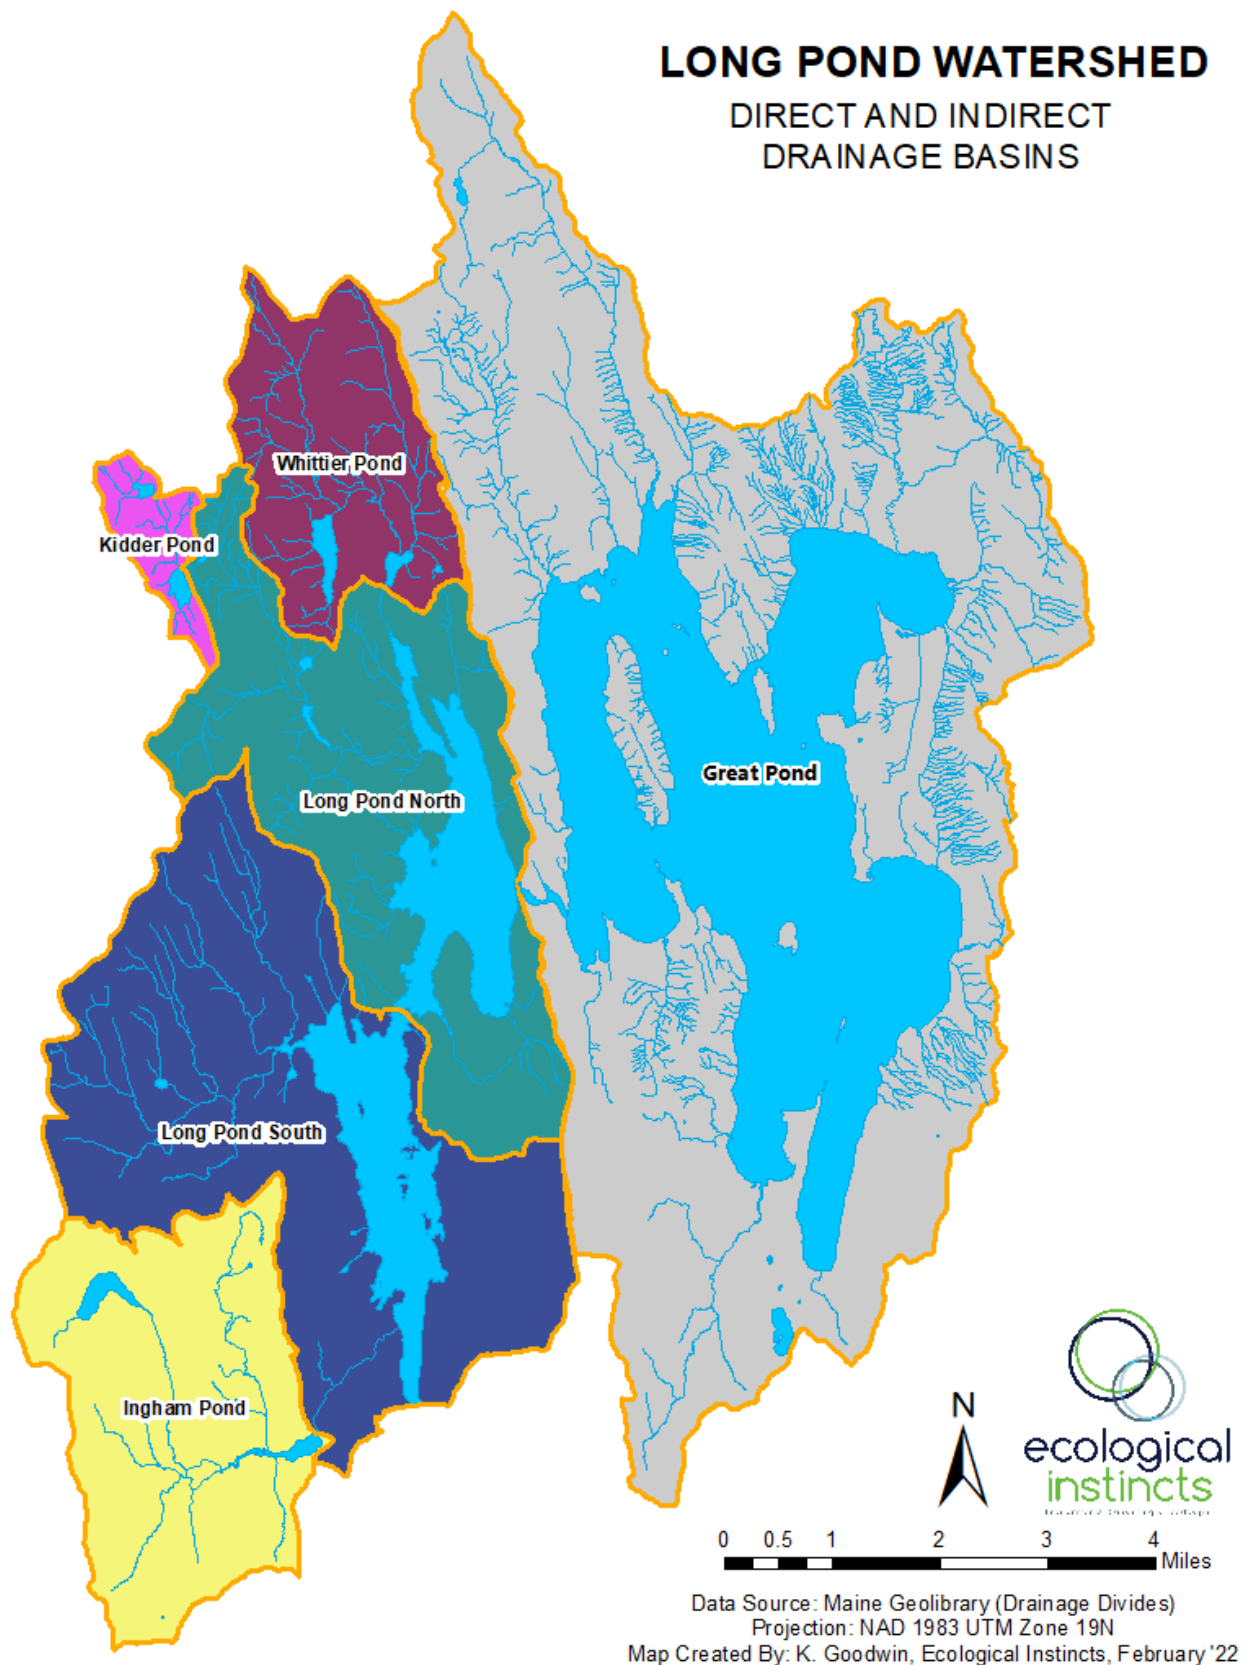 LONG POND WATERSHED
DIRECT AND INDIRECT
DRAINAGE BASINS
Whittier Pond
Kidder Pond
Great Pond
Long Pond North
Long Pond South
Ingham Pond
N
ecological
instincts
0 0.5 1 2 3 4
Miles
Data Source: Maine Geolibrary (Drainage Divides)
Projection: NAD 1983 UTM Zone 19N
Map Created By: K. Goodwin, Ecological Instincts, February '22